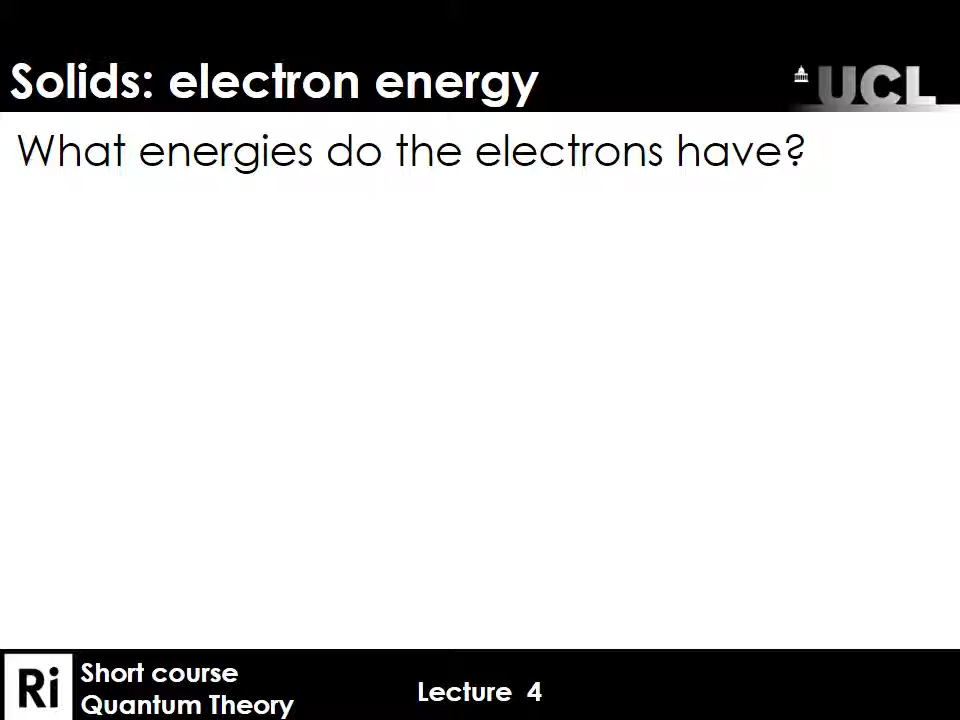 Solids: electron energy
UCL
What energies do the electrons have?
Ri
Short course
Quantum Theory
Lecture 4